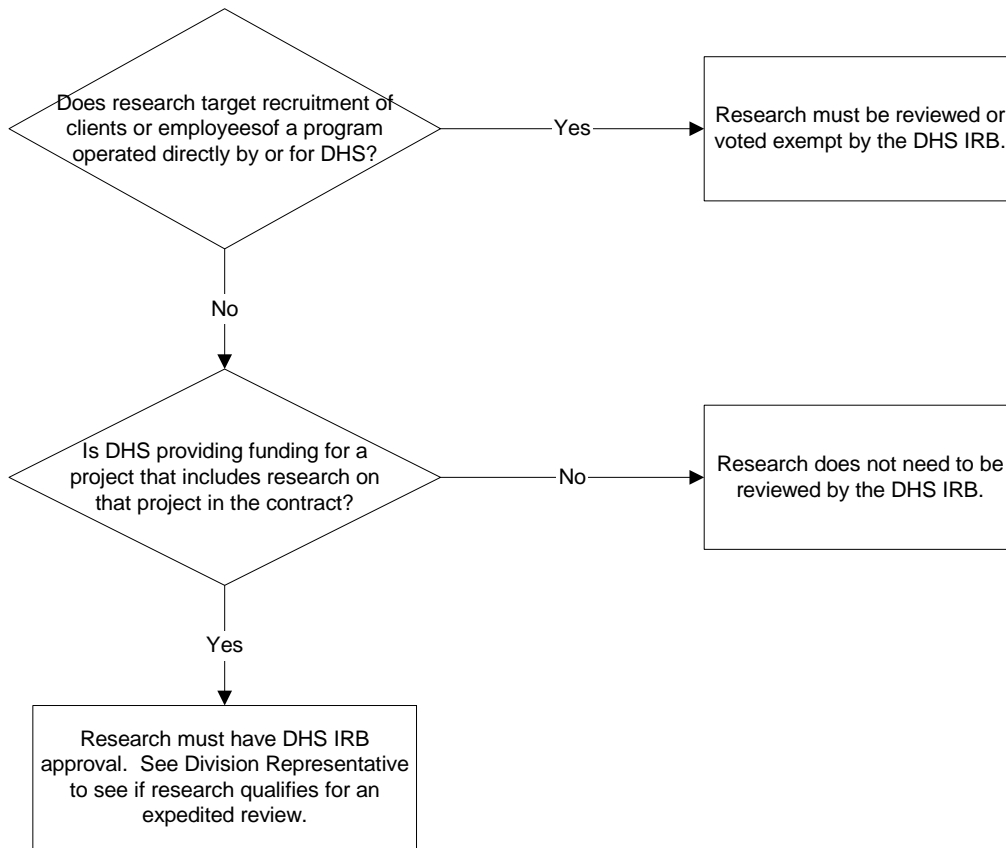 Does research target recruitment of
clients or employeesof a program
operated directly by or for DHS?
Yes
Research must be reviewed or
voted exempt by the DHS IRB.
No
Is DHS providing funding for a
project that includes research on
that project in the contract?
No
Research does not need to be
reviewed by the DHS IRB.
Yes
Research must have DHS IRB
approval.  See Division Representative
to see if research qualifies for an
expedited review.